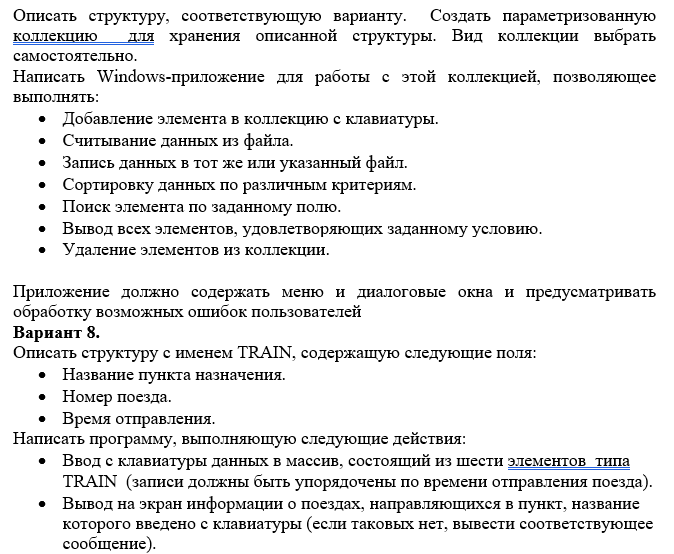 Описать структуру, соответствующую варианту. Создать параметризованную
коллекцию для хранения описанной структуры. Вид коллекции выбрать
самостоятельно.
Написать Windows-приложение для работы с этой коллекцией, позволяющее
выполнять:
• Добавление элемента в коллекцию с клавиатуры.
• Считывание данных из файла.
• Запись данных в тот же или указанный файл.
• Сортировку данных по различным критериям.
• Поиск элемента по заданному полю.
• Вывод всех элементов, удовлетворяющих заданному условию.
• Удаление элементов из коллекции.
Приложение должно содержать меню и диалоговые окна и предусматривать
обработку возможных ошибок пользователей
Вариант 8.
Описать структуру с именем TRAIN, содержащую следующие поля:
• Название пункта назначения.
• Номер поезда.
• Время отправления.
Написать программу, выполняющую следующие действия:
• Ввод с клавиатуры данных в массив, состоящий из шести элементов типа
TRAIN (записи должны быть упорядочены по времени отправления поезда).
• Вывод на экран информации о поездах, направляющихся в пункт, название
которого введено с клавиатуры (если таковых нет, вывести соответствующее
сообщение).